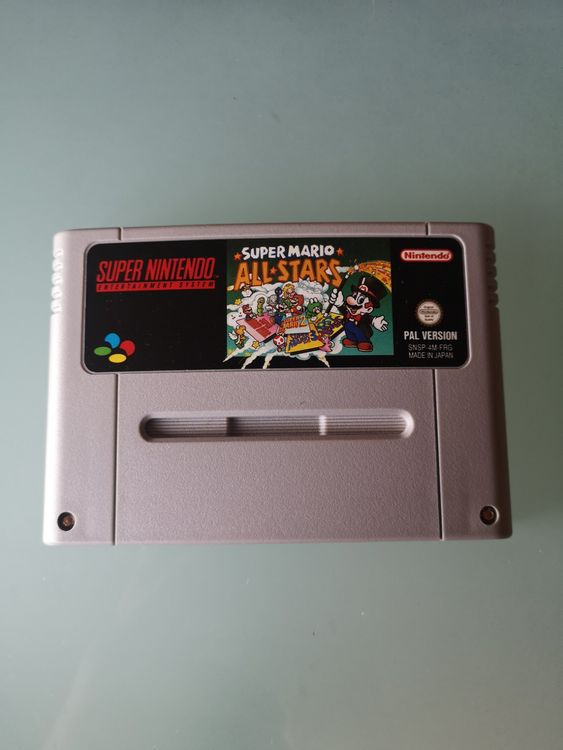 SUPER NINTENDO
ENTERTAINMENT SYSTEM
SUPER MARIO
ALL★STARS
Nintendo
PAL VERSION
SNSP-4M-FRG
MADE IN JAPAN